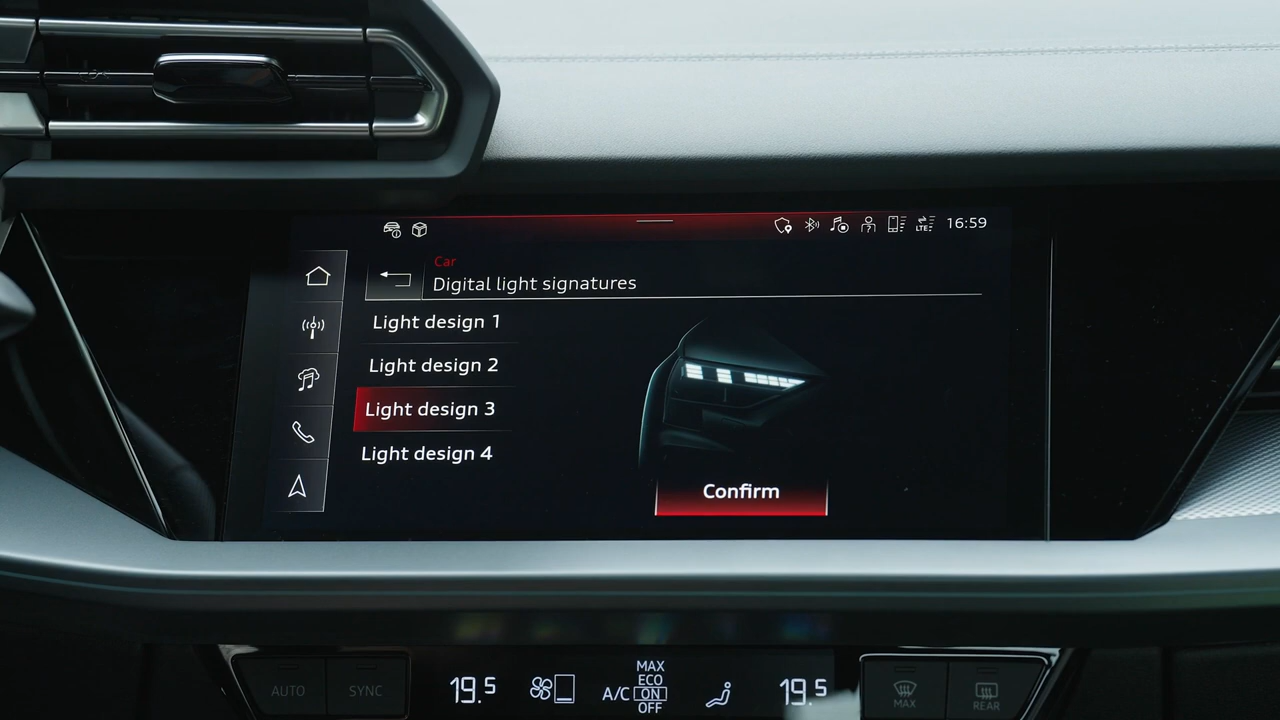 LTE 16:59
Car
Digital light signatures
Light design 1
Light design 2
Light design 3
Light design 4
Confirm
AUTO SYNC
19.5
A/C
MAX
ECO
ON
OFF
19.5
MAX
REAR